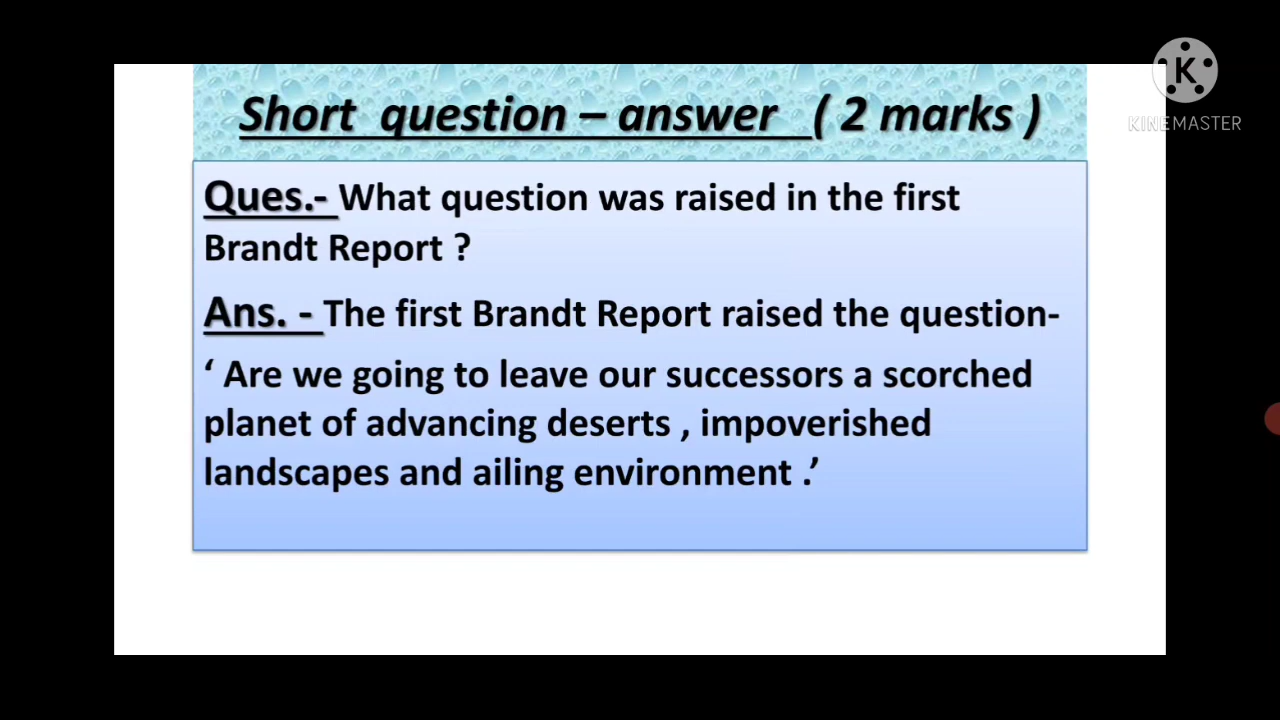 Short question – answer ( 2 marks )
K
KINEMASTER
Ques.- What question was raised in the first
Brandt Report ?
Ans. - The first Brandt Report raised the question-
‘ Are we going to leave our successors a scorched
planet of advancing deserts , impoverished
landscapes and ailing environment .’